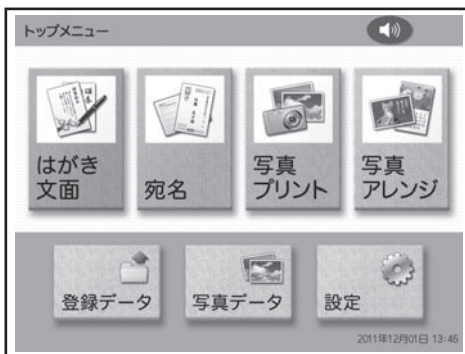 トップメニュー
はがき
文面
宛名
写真
プリント
写真
アレンジ
登録データ
写真データ
設定
2011年12月01日 13:45